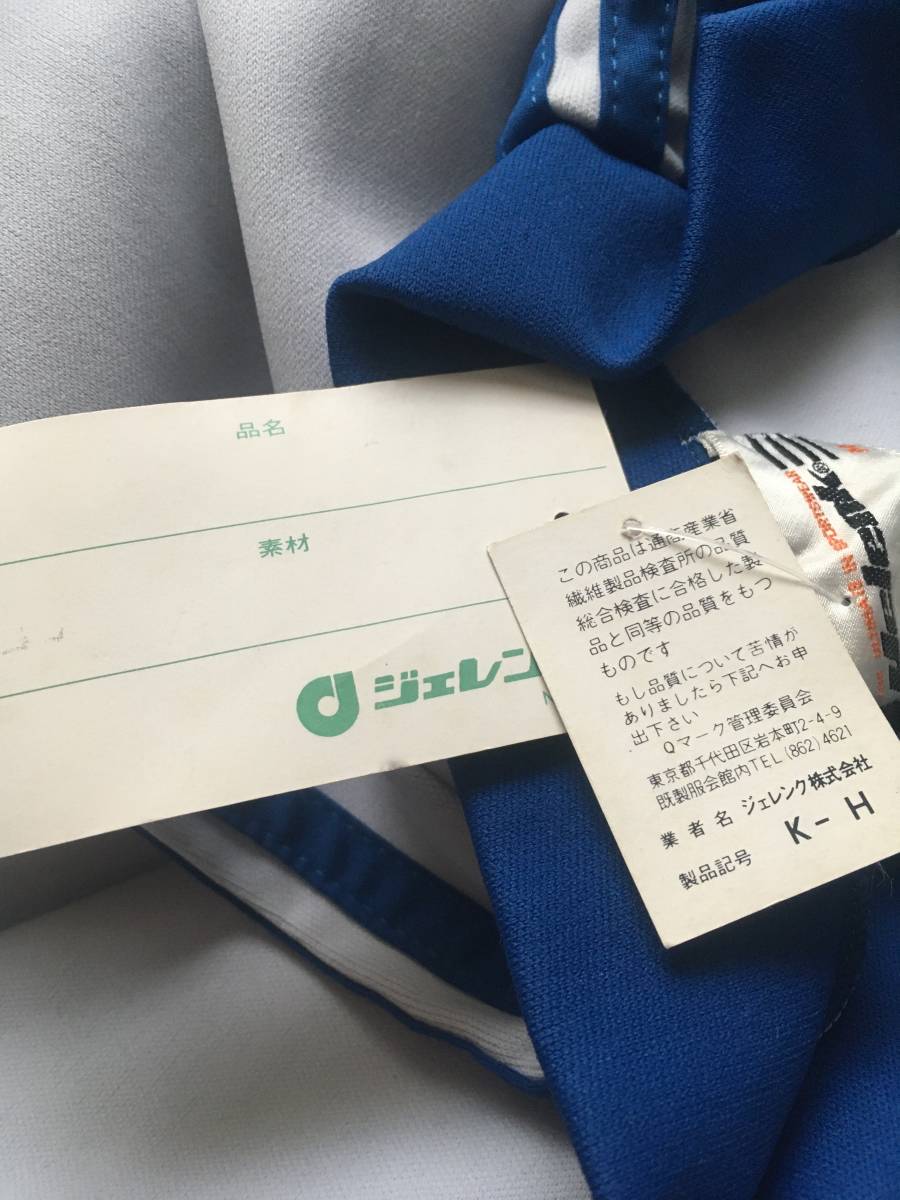 品名
素材
ジェレン
この商品は通商産業省
繊維製品検査所の品質
総合検査に合格した製
品と同等の品質をもつ
ものです
もし品質について苦情が
ありましたら下記へお申
出下さい
Qマーク管理委員会
東京都千代田区岩本町2-4-9
既製服会館内TEL(862)4621
業者名 ジェレンク株式会社
製品記号 K-H
IN SPORTSWEAR